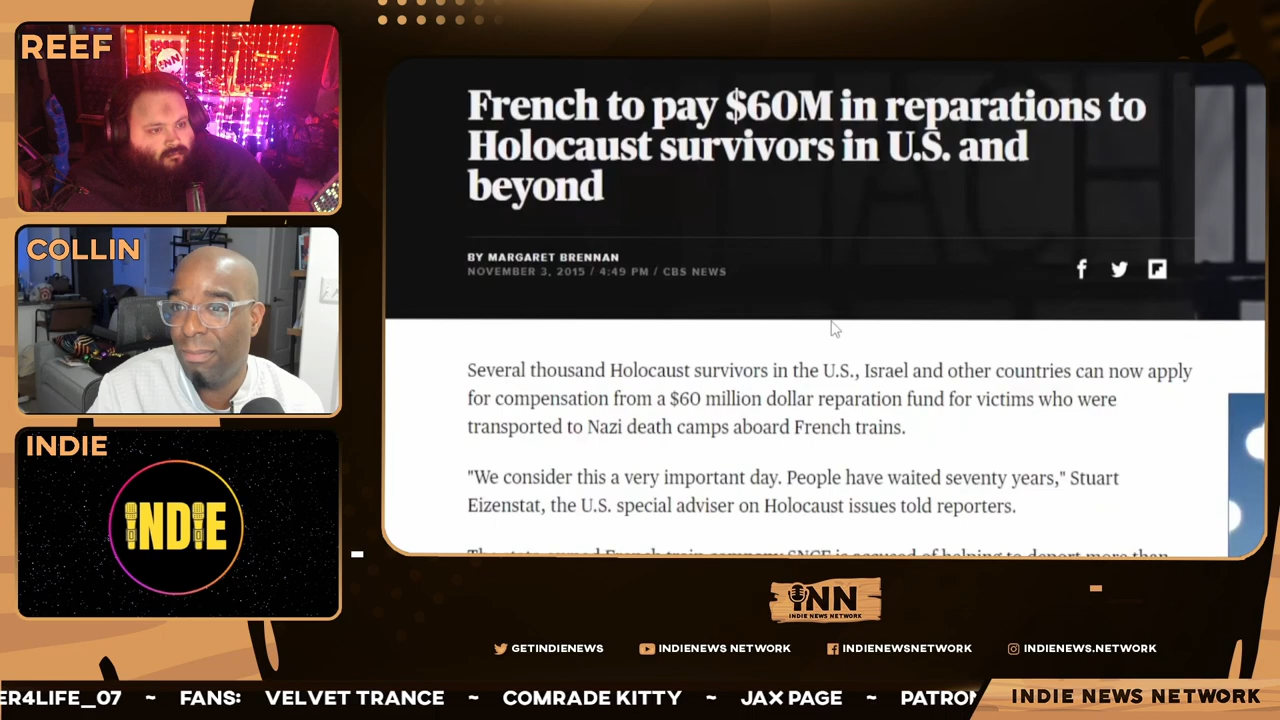 REEF
INN
COLLIN
INDIE
INDIE
French to pay $60M in reparations to
Holocaust survivors in U.S. and
beyond
BY MARGARET BRENNAN
NOVEMBER 3, 2015 / 4:49 PM / CBS NEWS
Several thousand Holocaust survivors in the U.S., Israel and other countries can now apply
for compensation from a $60 million dollar reparation fund for victims who were
transported to Nazi death camps aboard French trains.
"We consider this a very important day. People have waited seventy years," Stuart
Eizenstat, the U.S. special adviser on Holocaust issues told reporters.
INN
INDIE NEWS NETWORK
GETINDIENEWS
INDIENEWS NETWORK
INDIENEWSNETWORK
INDIENEWS.NETWORK
ER4LIFE_07 ~ FANS: VELVET TRANCE ~ COMRADE KITTY ~ JAX PAGE ~ PATRON
INDIE NEWS NETWORK